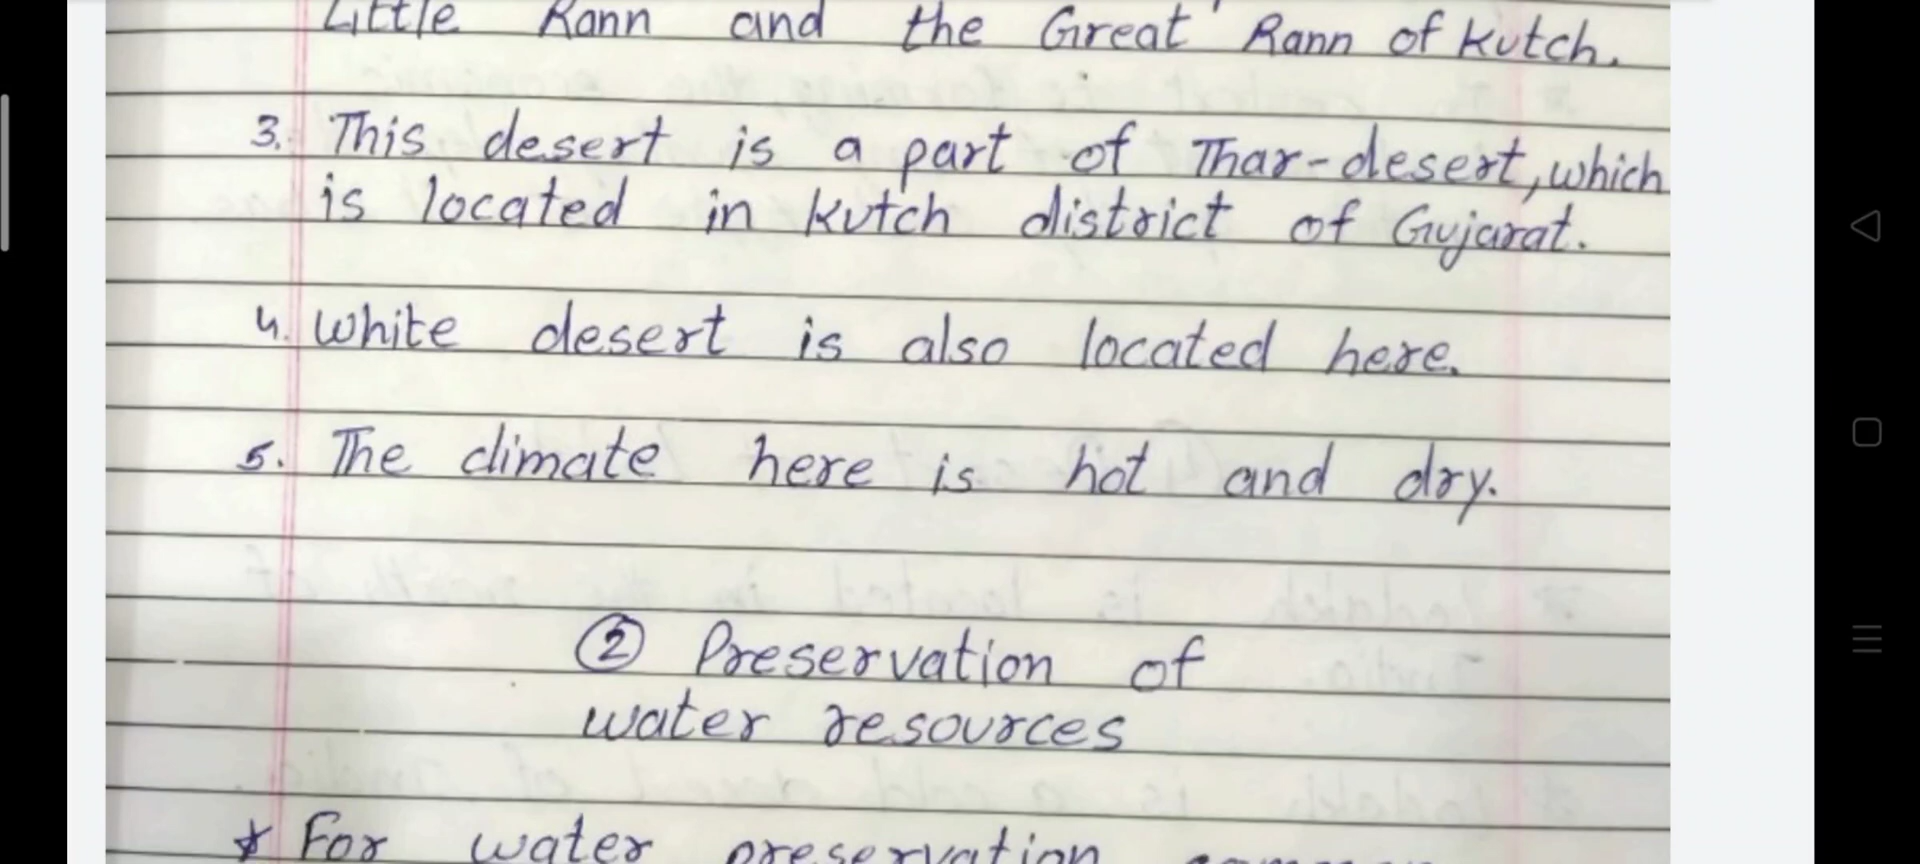 Little Rann and the Great Rann of Kutch.
3. This desert is a part of Thar-desert, which
is located in Kutch district of Gujarat.
4. White desert is also located here.
5. The climate here is hot and dry.
② Preservation of
water resources
* For water preservation